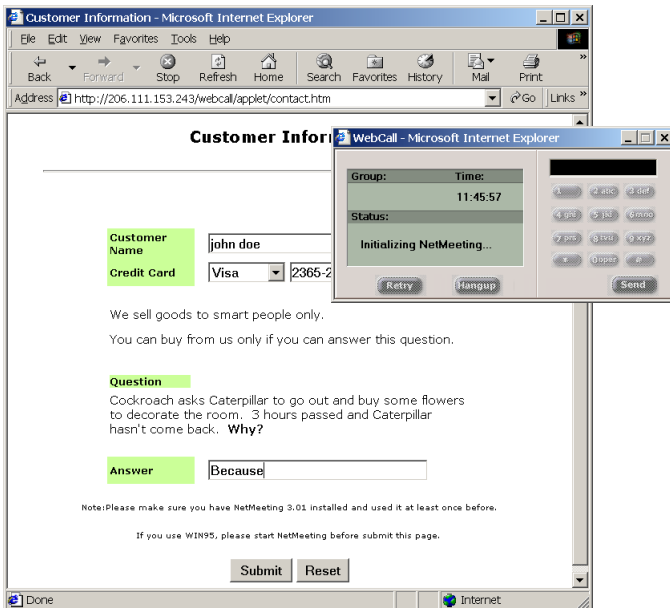 Customer Information - Microsoft Internet Explorer
File Edit View Favorites Tools Help
Back Forward Stop Refresh Home Search Favorites History Mail Print »
Address http://206.111.153.243/webcall/applet/contact.htm Go Links »
Customer Infor
WebCall - Microsoft Internet Explorer
Group: Time:
11:45:57
Status:
Initializing NetMeeting...
Retry Hangup
1 2 abc 3 def
4 ghi 5 jkl 6 mno
7 prs 8 tvu 9 xyz
* 0 oper #
Send
Customer Name john doe
Credit Card Visa 2365-2
We sell goods to smart people only.
You can buy from us only if you can answer this question.
Question
Cockroach asks Caterpillar to go out and buy some flowers
to decorate the room. 3 hours passed and Caterpillar
hasn't come back. Why?
Answer Because
Note:Please make sure you have NetMeeting 3.01 installed and used it at least once before.
If you use WIN95, please start NetMeeting before submit this page.
Submit Reset
Done Internet